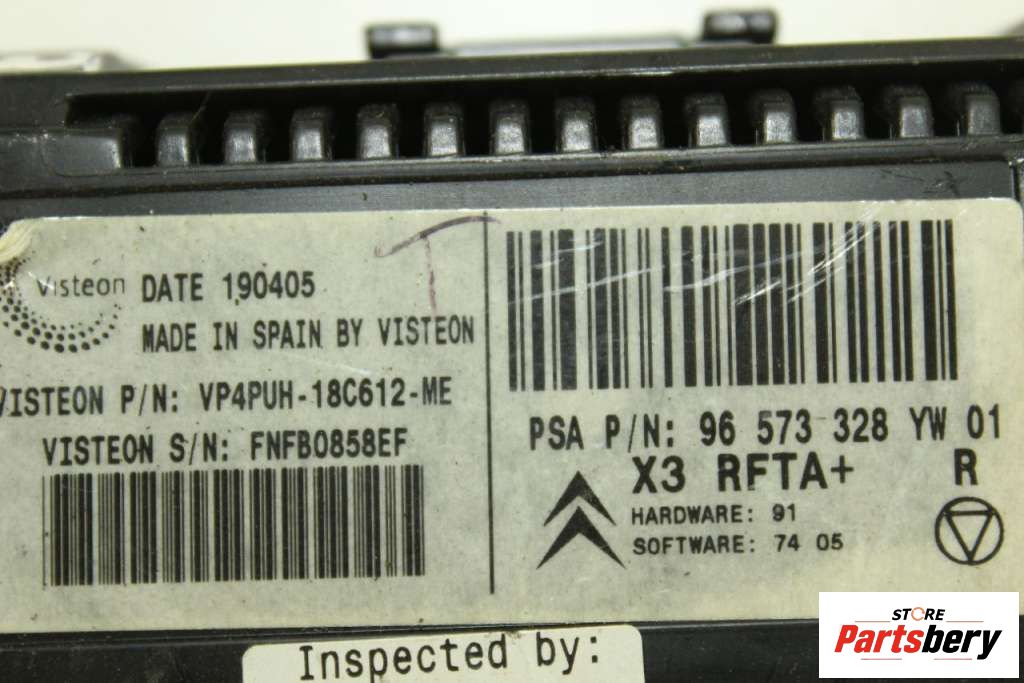 Visteon DATE 190405
MADE IN SPAIN BY VISTEON
VISTEON P/N: VP4PUH-18C612-ME
VISTEON S/N: FNFB0858EF
T
PSA P/N: 96 573 328 YW 01
X3 RFTA+ R
HARDWARE: 91
SOFTWARE: 74 05
Inspected by:
STORE
Partsbery